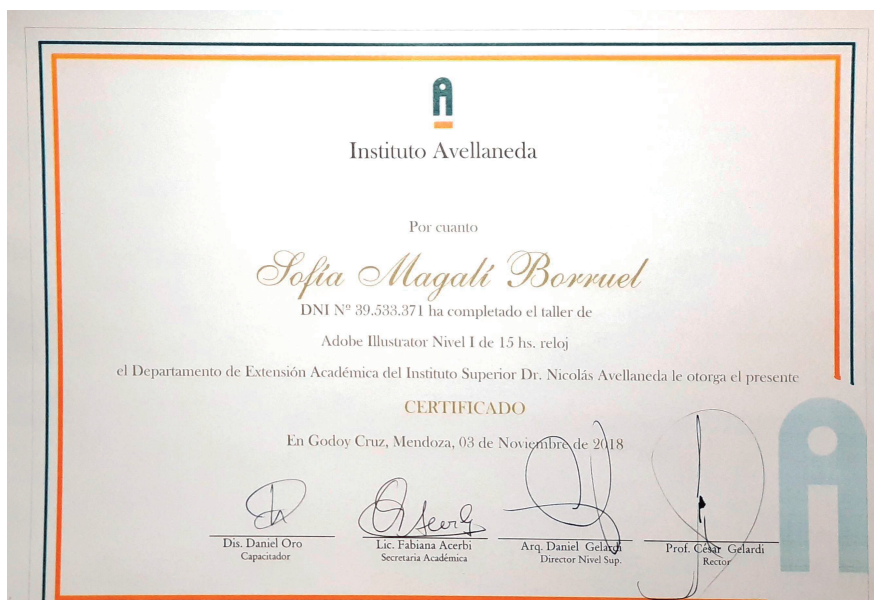 Instituto Avellaneda
Por cuanto
Sofía Magalí Borruel
DNI Nº 39.533.371 ha completado el taller de
Adobe Illustrator Nivel I de 15 hs. reloj
el Departamento de Extensión Académica del Instituto Superior Dr. Nicolás Avellaneda le otorga el presente
CERTIFICADO
En Godoy Cruz, Mendoza, 03 de Noviembre de 2018
Dis. Daniel Oro
Capacitador
Lic. Fabiana Acerbi
Secretaria Académica
Arq. Daniel Gelardi
Director Nivel Sup.
Prof. César Gelardi
Rector